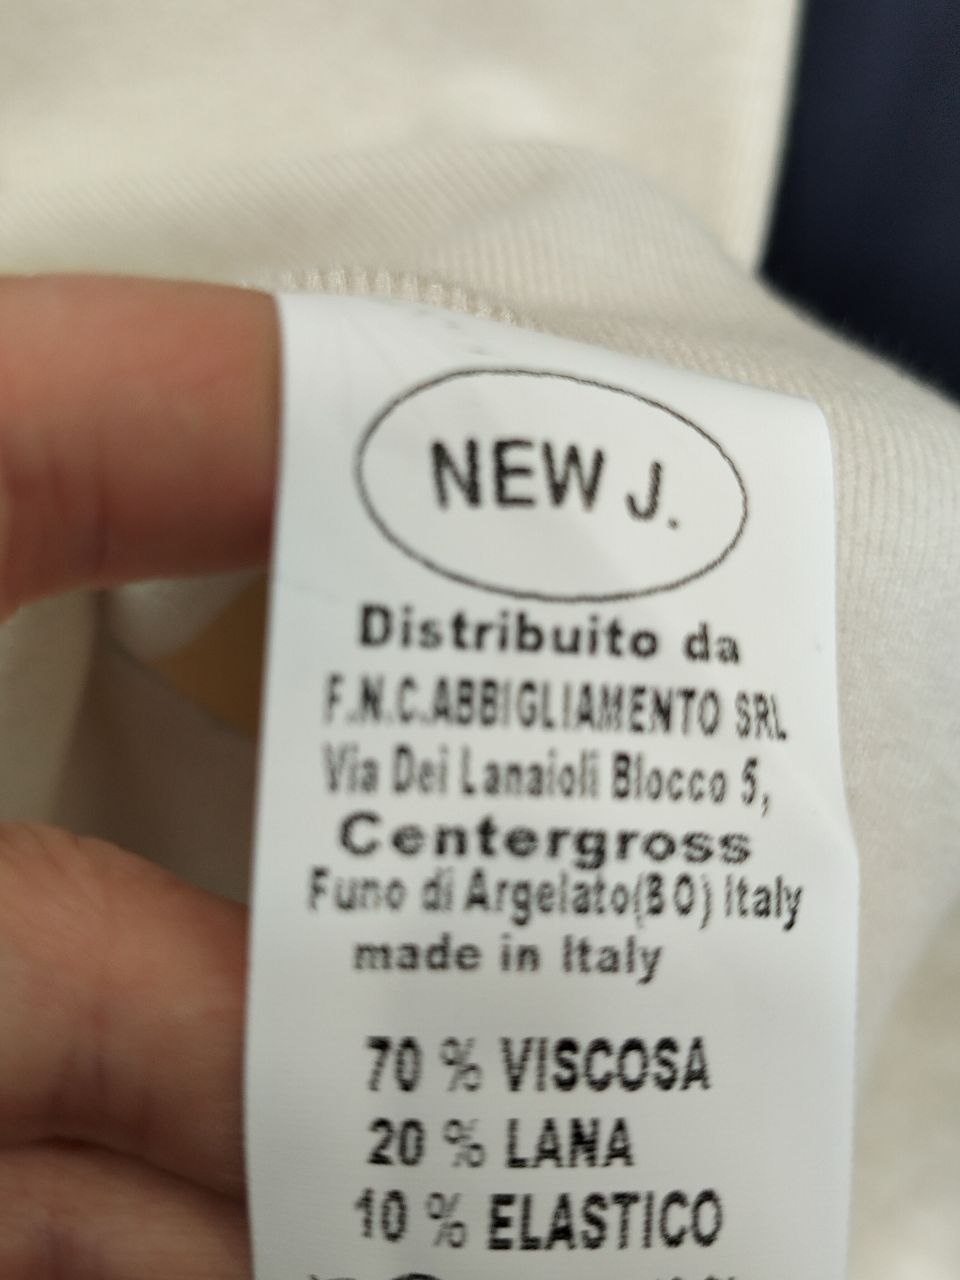 NEW J.
Distribuito da
F.N.C.ABBIGLIAMENTO SRL
Via Dei Lanaioli Blocco 5,
Centergross
Funo di Argelato(BO) Italy
made in Italy
70 % VISCOSA
20 % LANA
10 % ELASTICO